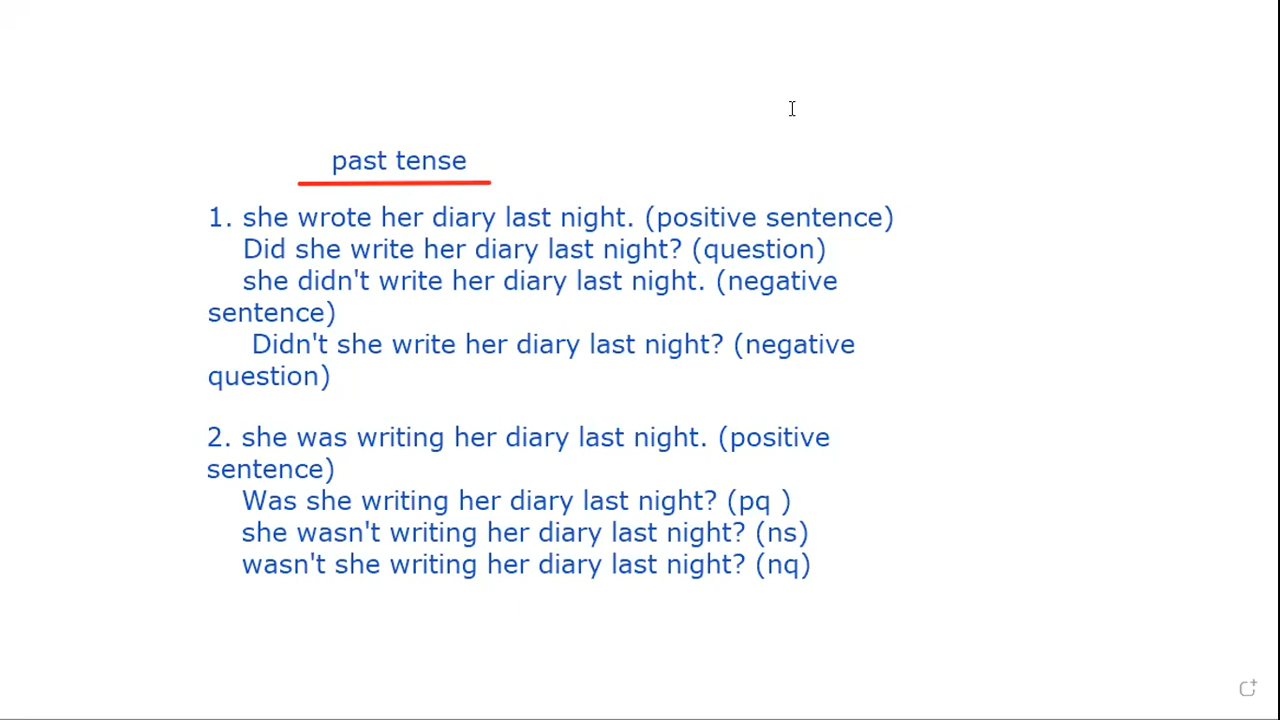 past tense
1. she wrote her diary last night. (positive sentence)
Did she write her diary last night? (question)
she didn't write her diary last night. (negative
sentence)
Didn't she write her diary last night? (negative
question)
2. she was writing her diary last night. (positive
sentence)
Was she writing her diary last night? (pq )
she wasn't writing her diary last night? (ns)
wasn't she writing her diary last night? (nq)